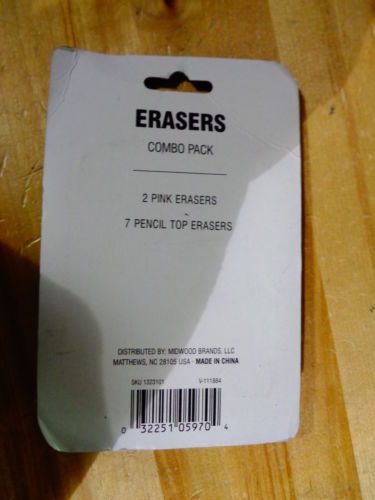 ERASERS
COMBO PACK
2 PINK ERASERS
7 PENCIL TOP ERASERS
DISTRIBUTED BY: MIDWOOD BRANDS, LLC
MATTHEWS, NC 28105 USA - MADE IN CHINA
SKU 1323101 V-111884
0 32251 05970 4